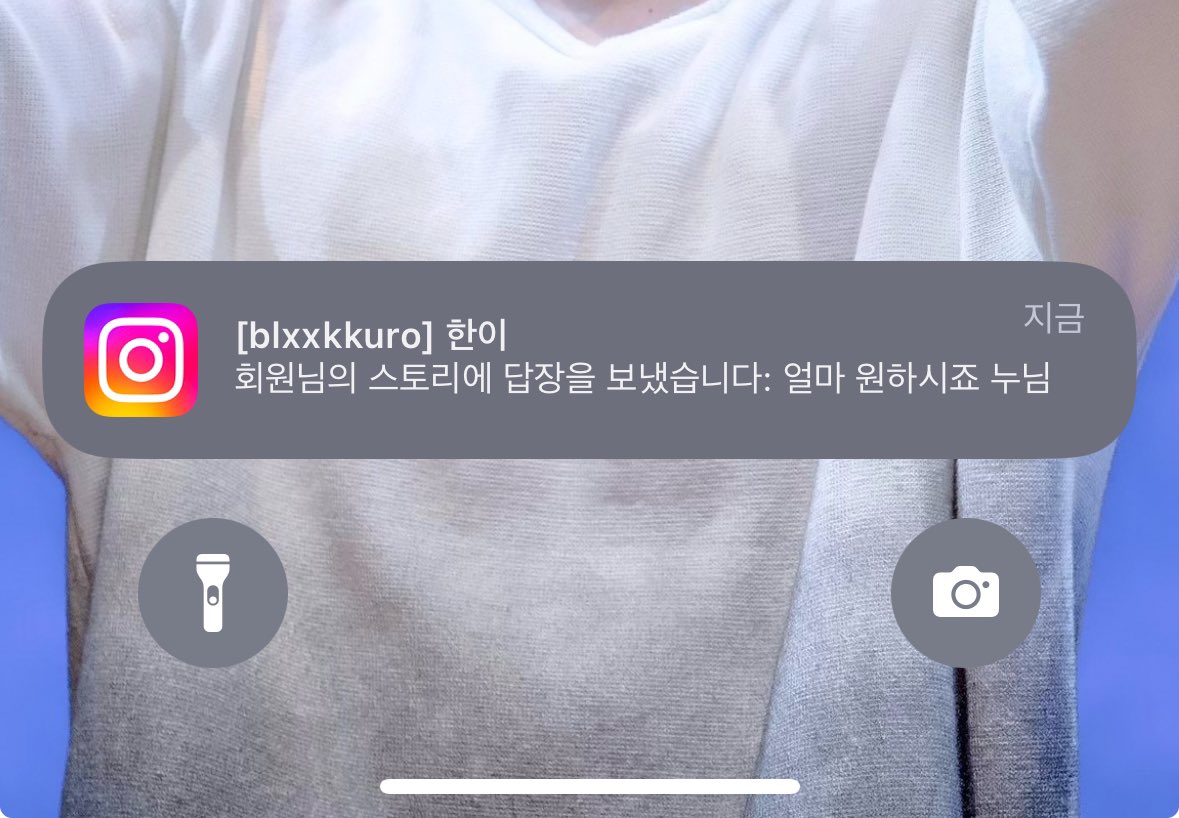 [blxxkkuro] 한이
지금
회원님의 스토리에 답장을 보냈습니다: 얼마 원하시죠 누님